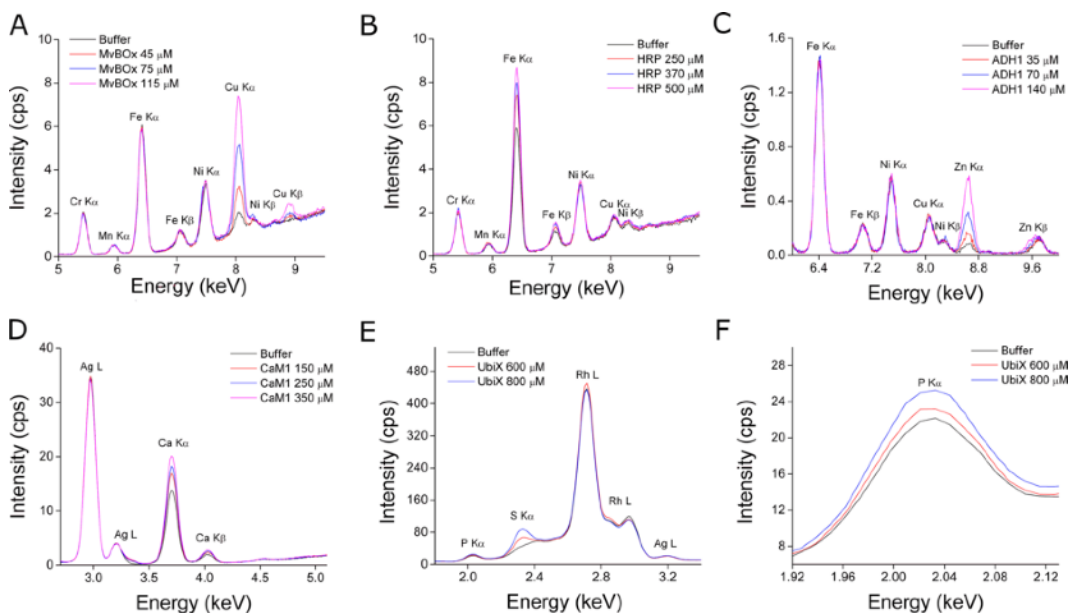 A
Buffer
MvBOx 45 μM
MvBOx 75 μM
MvBOx 115 μM
Cu Kα
Fe Kα
Ni Kα
Cr Kα
Mn Kα
Fe Kβ
Ni Kβ
Cu Kβ
Intensity (cps)
10
8
6
4
2
0
5 6 7 8 9
Energy (keV)
B
Buffer
HRP 250 μM
HRP 370 μM
HRP 500 μM
Fe Kα
Ni Kα
Cr Kα
Mn Kα
Fe Kβ
Cu Kα
Ni Kβ
Intensity (cps)
10
8
6
4
2
0
5 6 7 8 9
Energy (keV)
C
Buffer
ADH1 35 μM
ADH1 70 μM
ADH1 140 μM
Fe Kα
Ni Kα
Zn Kα
Cu Kα
Fe Kβ
Ni Kβ
Zn Kβ
Intensity (cps)
1.6
1.2
0.8
0.4
0.0
6.4 7.2 8.0 8.8 9.6
Energy (keV)
D
Buffer
CaM1 150 μM
CaM1 250 μM
CaM1 350 μM
Ag L
Ca Kα
Ag L
Ca Kβ
Intensity (cps)
40
30
20
10
0
3.0 3.5 4.0 4.5 5.0
Energy (keV)
E
Buffer
UbiX 600 μM
UbiX 800 μM
Rh L
S Kα
Rh L
P Kα
Ag L
Intensity (cps)
480
400
320
240
160
80
0
2.0 2.4 2.8 3.2
Energy (keV)
F
Buffer
UbiX 600 μM
UbiX 800 μM
P Kα
Intensity (cps)
28
24
20
16
12
8
1.92 1.96 2.00 2.04 2.08 2.12
Energy (keV)